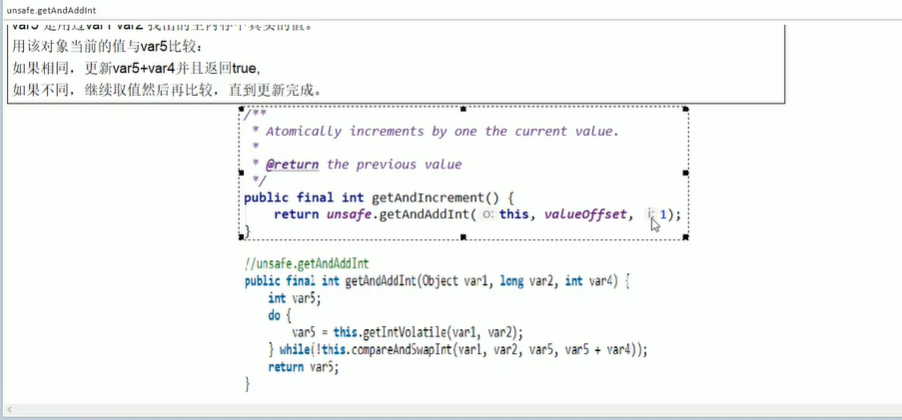 unsafe.getAndAddInt
var5 是用过var1 var2 找出的主内存中真实的值。
用该对象当前的值与var5比较:
如果相同，更新var5+var4并且返回true,
如果不同，继续取值然后再比较，直到更新完成。
/**
* Atomically increments by one the current value.
*
* @return the previous value
*/
public final int getAndIncrement() {
return unsafe.getAndAddInt( o: this, valueOffset, i: 1);
}
//unsafe.getAndAddInt
public final int getAndAddInt(Object var1, long var2, int var4) {
int var5;
do {
var5 = this.getIntVolatile(var1, var2);
} while(!this.compareAndSwapInt(var1, var2, var5, var5 + var4));
return var5;
}